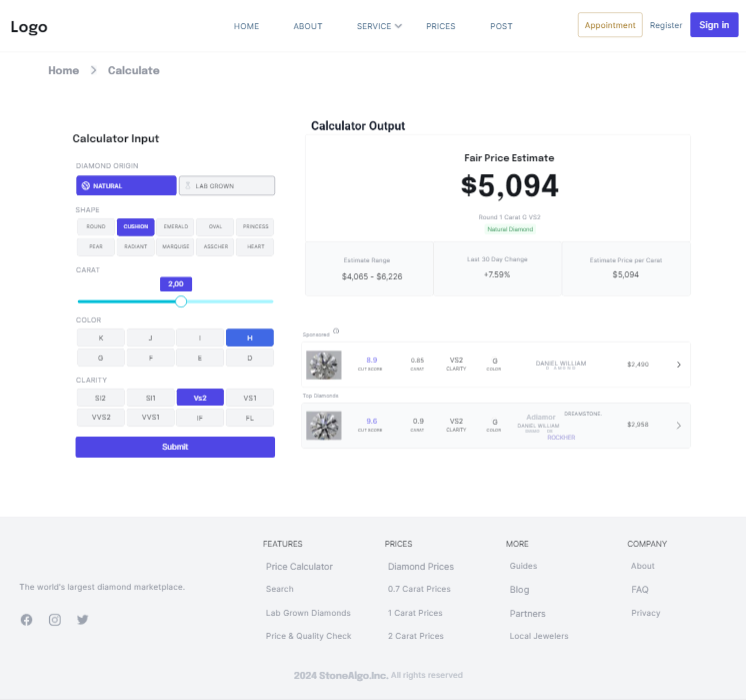 Logo
HOME ABOUT SERVICE PRICES POST
Appointment Register Sign in
Home > Calculate
Calculator Input
DIAMOND ORIGIN
NATURAL LAB GROWN
SHAPE
ROUND CUSHION EMERALD OVAL PRINCESS
PEAR RADIANT MARQUISE ASSCHER HEART
CARAT
2,00
COLOR
K J I H
G F E D
CLARITY
SI2 SI1 Vs2 VS1
VVS2 VVS1 IF FL
Submit
Calculator Output
Fair Price Estimate
$5,094
Round 1 Carat G VS2
Natural Diamond
Estimate Range Last 30 Day Change Estimate Price per Carat
$4,065 - $6,226 +7.59% $5,094
Sponsored
8.9 0.85 VS2 G DANIEL WILLIAM $2,490
CUT SCORE CARAT CLARITY COLOR
Top Diamonds
9.6 0.9 VS2 G $2,958
CUT SCORE CARAT CLARITY COLOR
DREAMSTONE.
DANIEL WILLIAM
ROCKHER
FEATURES PRICES MORE COMPANY
Price Calculator Diamond Prices Guides About
The world's largest diamond marketplace.
Search 0.7 Carat Prices Blog FAQ
Lab Grown Diamonds 1 Carat Prices Partners Privacy
Price & Quality Check 2 Carat Prices Local Jewelers
2024 StoneAlgo.Inc. All rights reserved